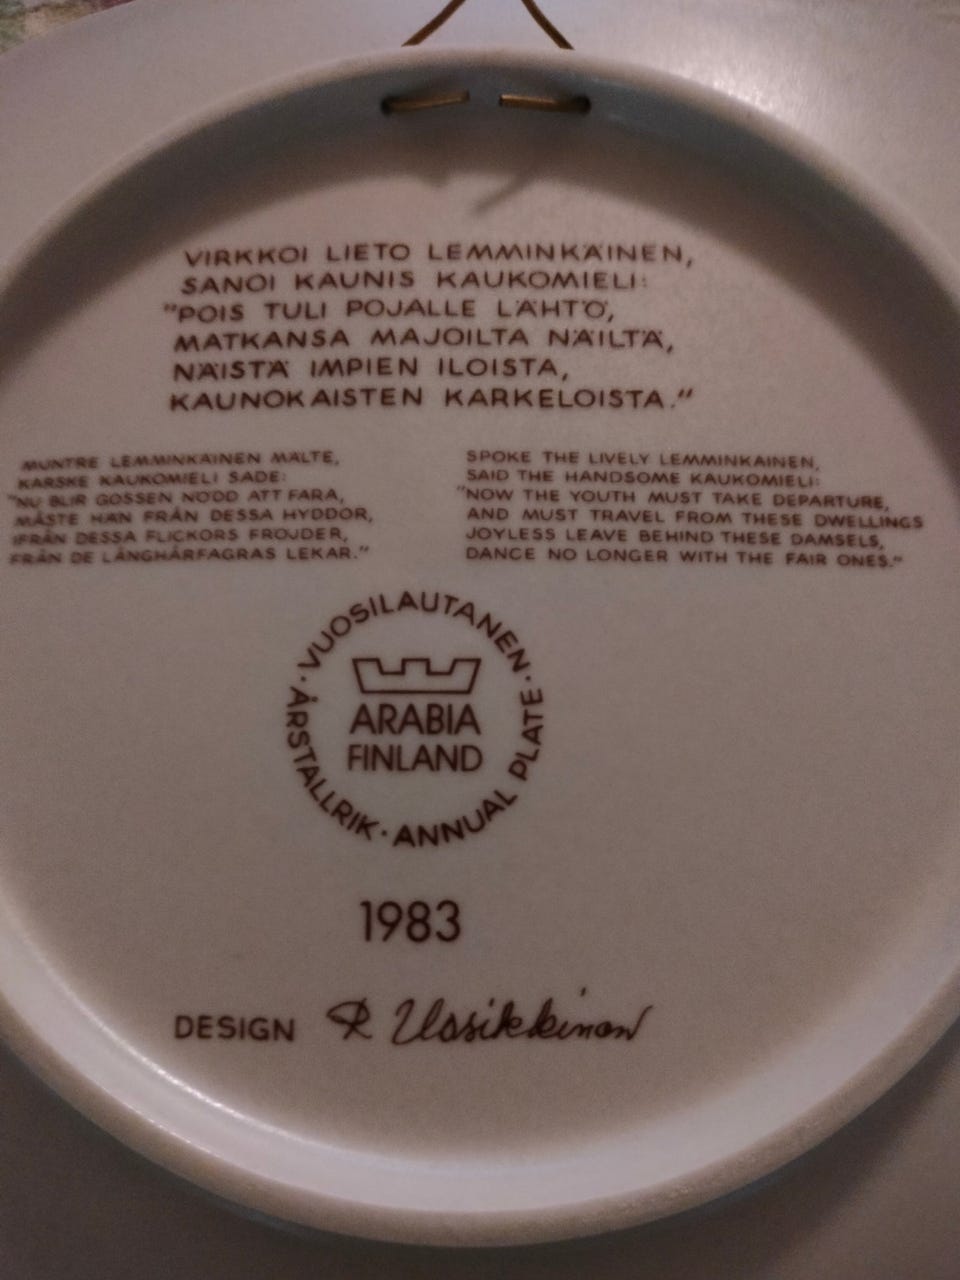 VIRKKOI LIETO LEMMINKÄINEN,
SANOI KAUNIS KAUKOMIELI:
"POIS TULI POJALLE LÄHTÖ,
MATKANSA MAJOILTA NÄILTÄ,
NÄISTÄ IMPIEN ILOISTA,
KAUNOKAISTEN KARKELOISTA."
MUNTRE LEMMINKÄINEN MÄLTE,
KARSKE KAUKOMIELI SADE:
"NU BLIR GOSSEN NÖDD ATT FARA,
MÅSTE HAN FRÅN DESSA HYDDOR,
IFRÅN DESSA FLICKORS FRÖJDER,
FRÅN DE LÅNGHÅRFAGRAS LEKAR."
SPOKE THE LIVELY LEMMINKAINEN,
SAID THE HANDSOME KAUKOMIELI:
"NOW THE YOUTH MUST TAKE DEPARTURE,
AND MUST TRAVEL FROM THESE DWELLINGS
JOYLESS LEAVE BEHIND THESE DAMSELS,
DANCE NO LONGER WITH THE FAIR ONES."
· VUOSILAUTANEN · ANNUAL PLATE · ÅRSTALLRIK
ARABIA
FINLAND
1983
DESIGN R Uosikkinen